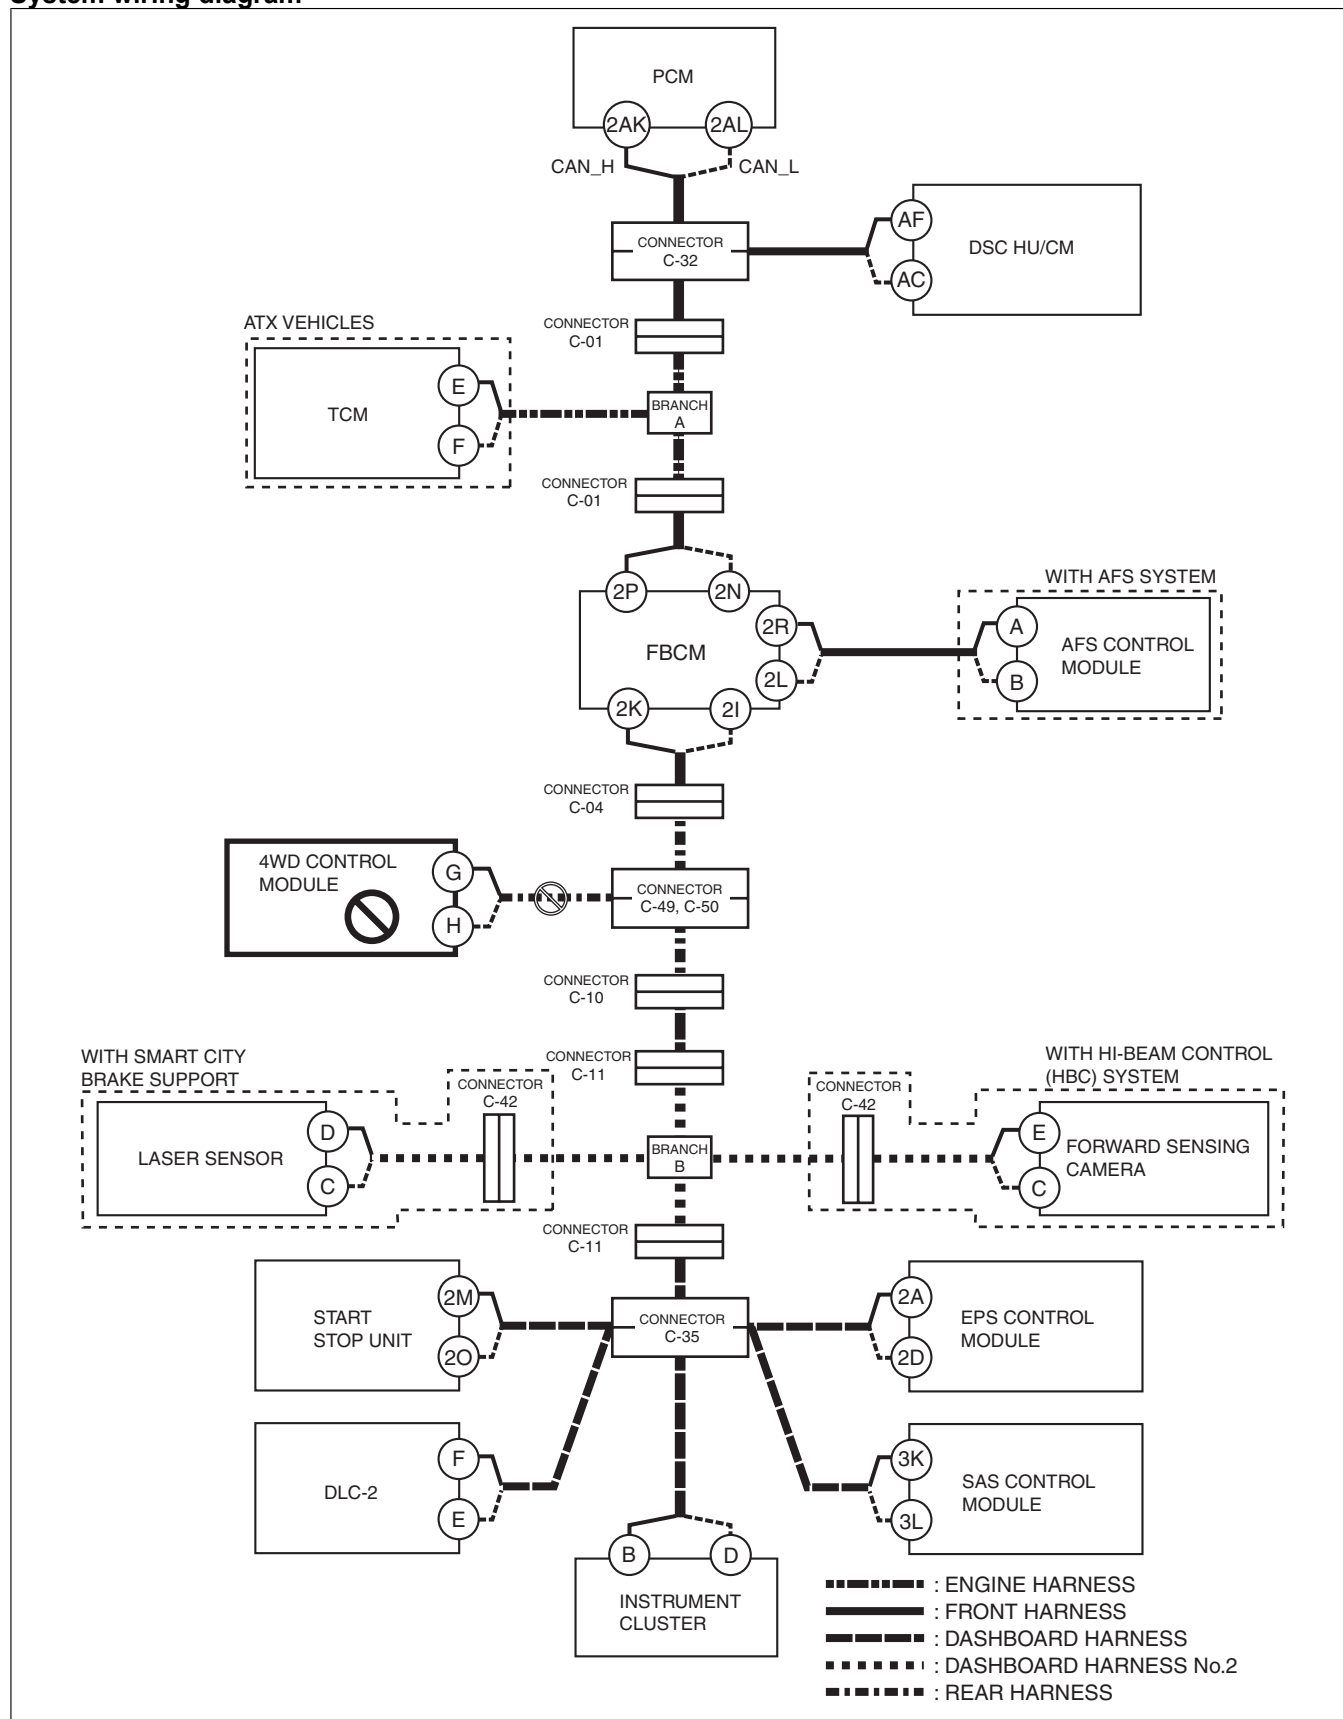 System wiring diagram
PCM
2AK
2AL
CAN_H
CAN_L
CONNECTOR
C-32
AF
AC
DSC HU/CM
CONNECTOR
C-01
ATX VEHICLES
TCM
E
F
BRANCH
A
CONNECTOR
C-01
2P
2N
2R
2L
FBCM
2K
2I
WITH AFS SYSTEM
A
B
AFS CONTROL
MODULE
CONNECTOR
C-04
4WD CONTROL
MODULE
G
H
CONNECTOR
C-49, C-50
CONNECTOR
C-10
CONNECTOR
C-11
WITH SMART CITY
BRAKE SUPPORT
CONNECTOR
C-42
LASER SENSOR
D
C
BRANCH
B
WITH HI-BEAM CONTROL
(HBC) SYSTEM
CONNECTOR
C-42
E
C
FORWARD SENSING
CAMERA
CONNECTOR
C-11
START
STOP UNIT
2M
2O
CONNECTOR
C-35
2A
2D
EPS CONTROL
MODULE
DLC-2
F
E
3K
3L
SAS CONTROL
MODULE
B
D
INSTRUMENT
CLUSTER
: ENGINE HARNESS
: FRONT HARNESS
: DASHBOARD HARNESS
: DASHBOARD HARNESS No.2
: REAR HARNESS